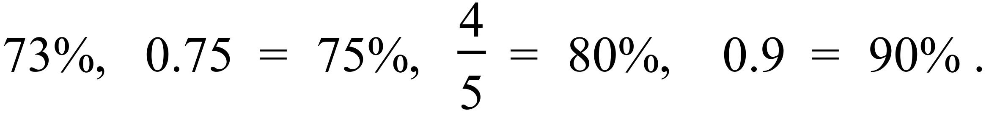 73%, 0.75 = 75%, 4/5 = 80%, 0.9 = 90% .